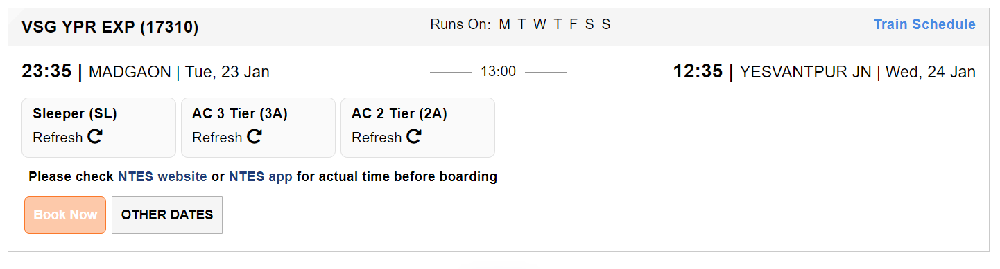 VSG YPR EXP (17310) Runs On: M T W T F S S Train Schedule
23:35 | MADGAON | Tue, 23 Jan 13:00 12:35 | YESVANTPUR JN | Wed, 24 Jan
Sleeper (SL) AC 3 Tier (3A) AC 2 Tier (2A)
Refresh Refresh Refresh
Please check NTES website or NTES app for actual time before boarding
Book Now OTHER DATES